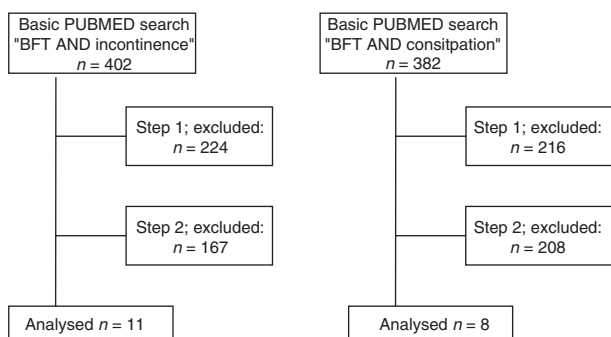 Basic PUBMED search
"BFT AND incontinence"
n = 402
Step 1; excluded:
n = 224
Step 2; excluded:
n = 167
Analysed n = 11
Basic PUBMED search
"BFT AND consitpation"
n = 382
Step 1; excluded:
n = 216
Step 2; excluded:
n = 208
Analysed n = 8